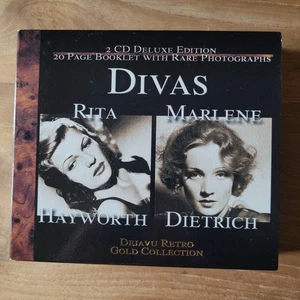 2 CD Deluxe Edition
20 Page Booklet with Rare Photographs
Divas
Rita Marlene
Hayworth Dietrich
Dejavu Retro
Gold Collection